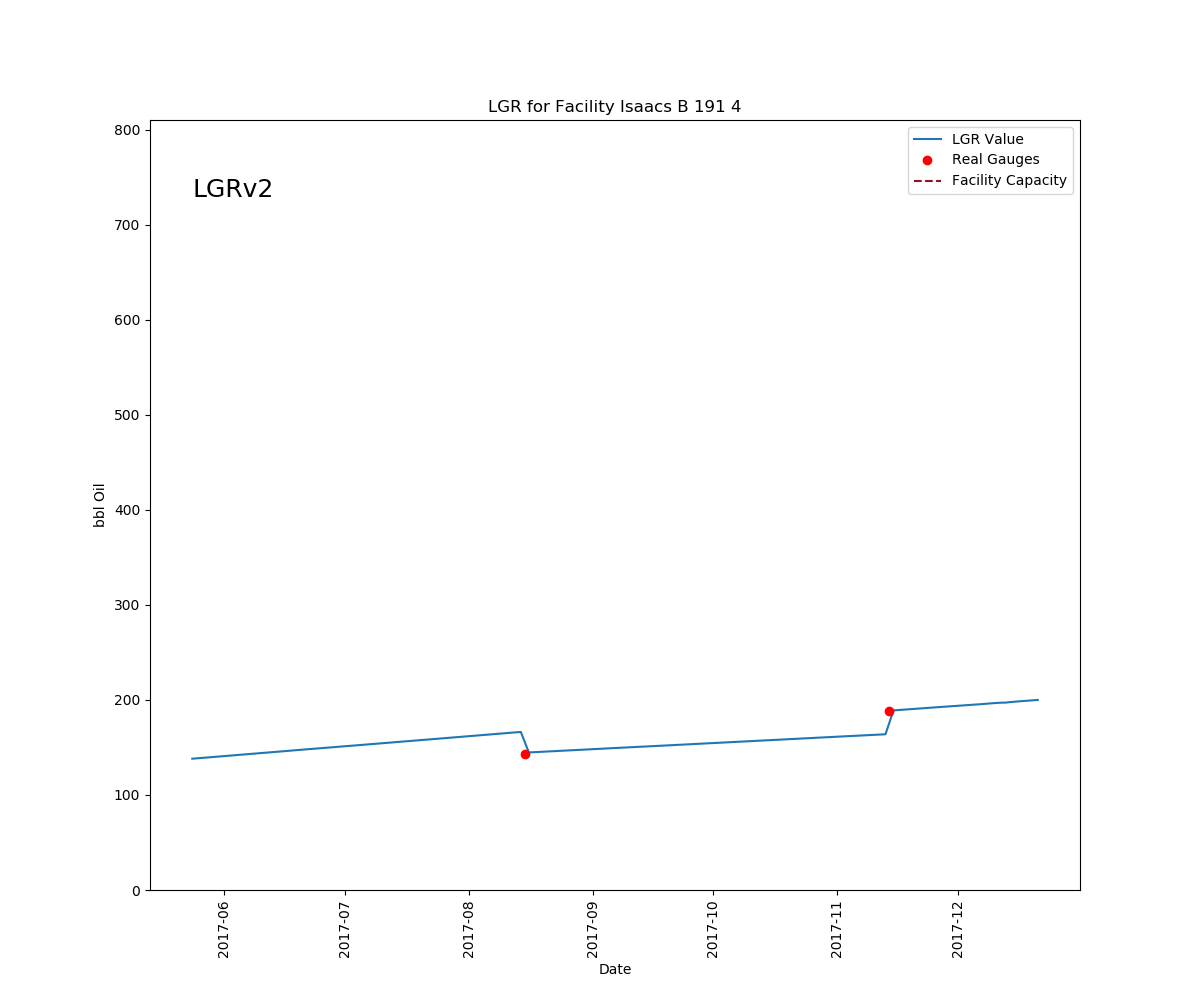 LGR for Facility Isaacs B 191 4
800
700
600
500
400
300
200
100
0
bbl Oil
LGRv2
LGR Value
Real Gauges
Facility Capacity
2017-06
2017-07
2017-08
2017-09
2017-10
2017-11
2017-12
Date